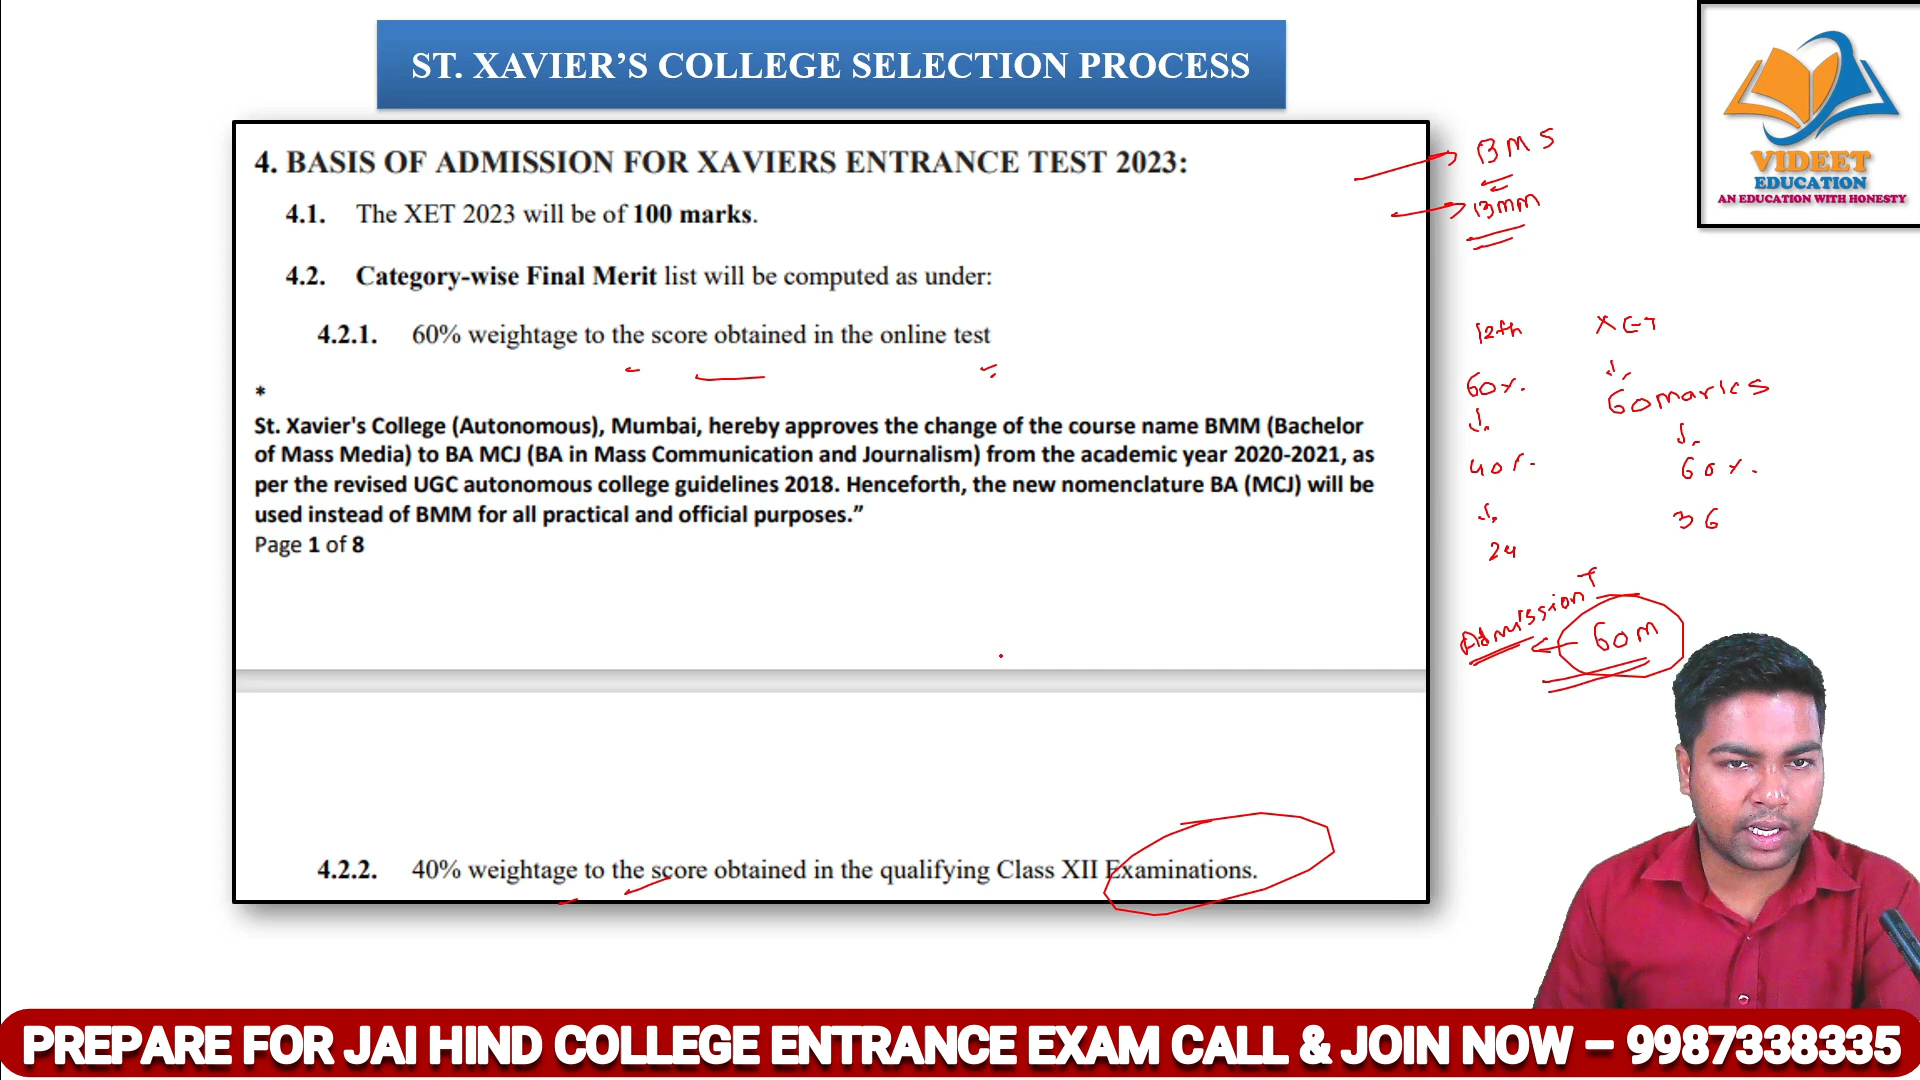 ST. XAVIER’S COLLEGE SELECTION PROCESS
VIDEET
EDUCATION
AN EDUCATION WITH HONESTY
4. BASIS OF ADMISSION FOR XAVIERS ENTRANCE TEST 2023:
4.1. The XET 2023 will be of 100 marks.
4.2. Category-wise Final Merit list will be computed as under:
4.2.1. 60% weightage to the score obtained in the online test
*
St. Xavier's College (Autonomous), Mumbai, hereby approves the change of the course name BMM (Bachelor
of Mass Media) to BA MCJ (BA in Mass Communication and Journalism) from the academic year 2020-2021, as
per the revised UGC autonomous college guidelines 2018. Henceforth, the new nomenclature BA (MCJ) will be
used instead of BMM for all practical and official purposes.”
Page 1 of 8
4.2.2. 40% weightage to the score obtained in the qualifying Class XII Examinations.
BMS
BMM
12th XET
60%. 60marks
40%. 60%.
24 36
Admission 60M
PREPARE FOR JAI HIND COLLEGE ENTRANCE EXAM CALL & JOIN NOW – 9987338335